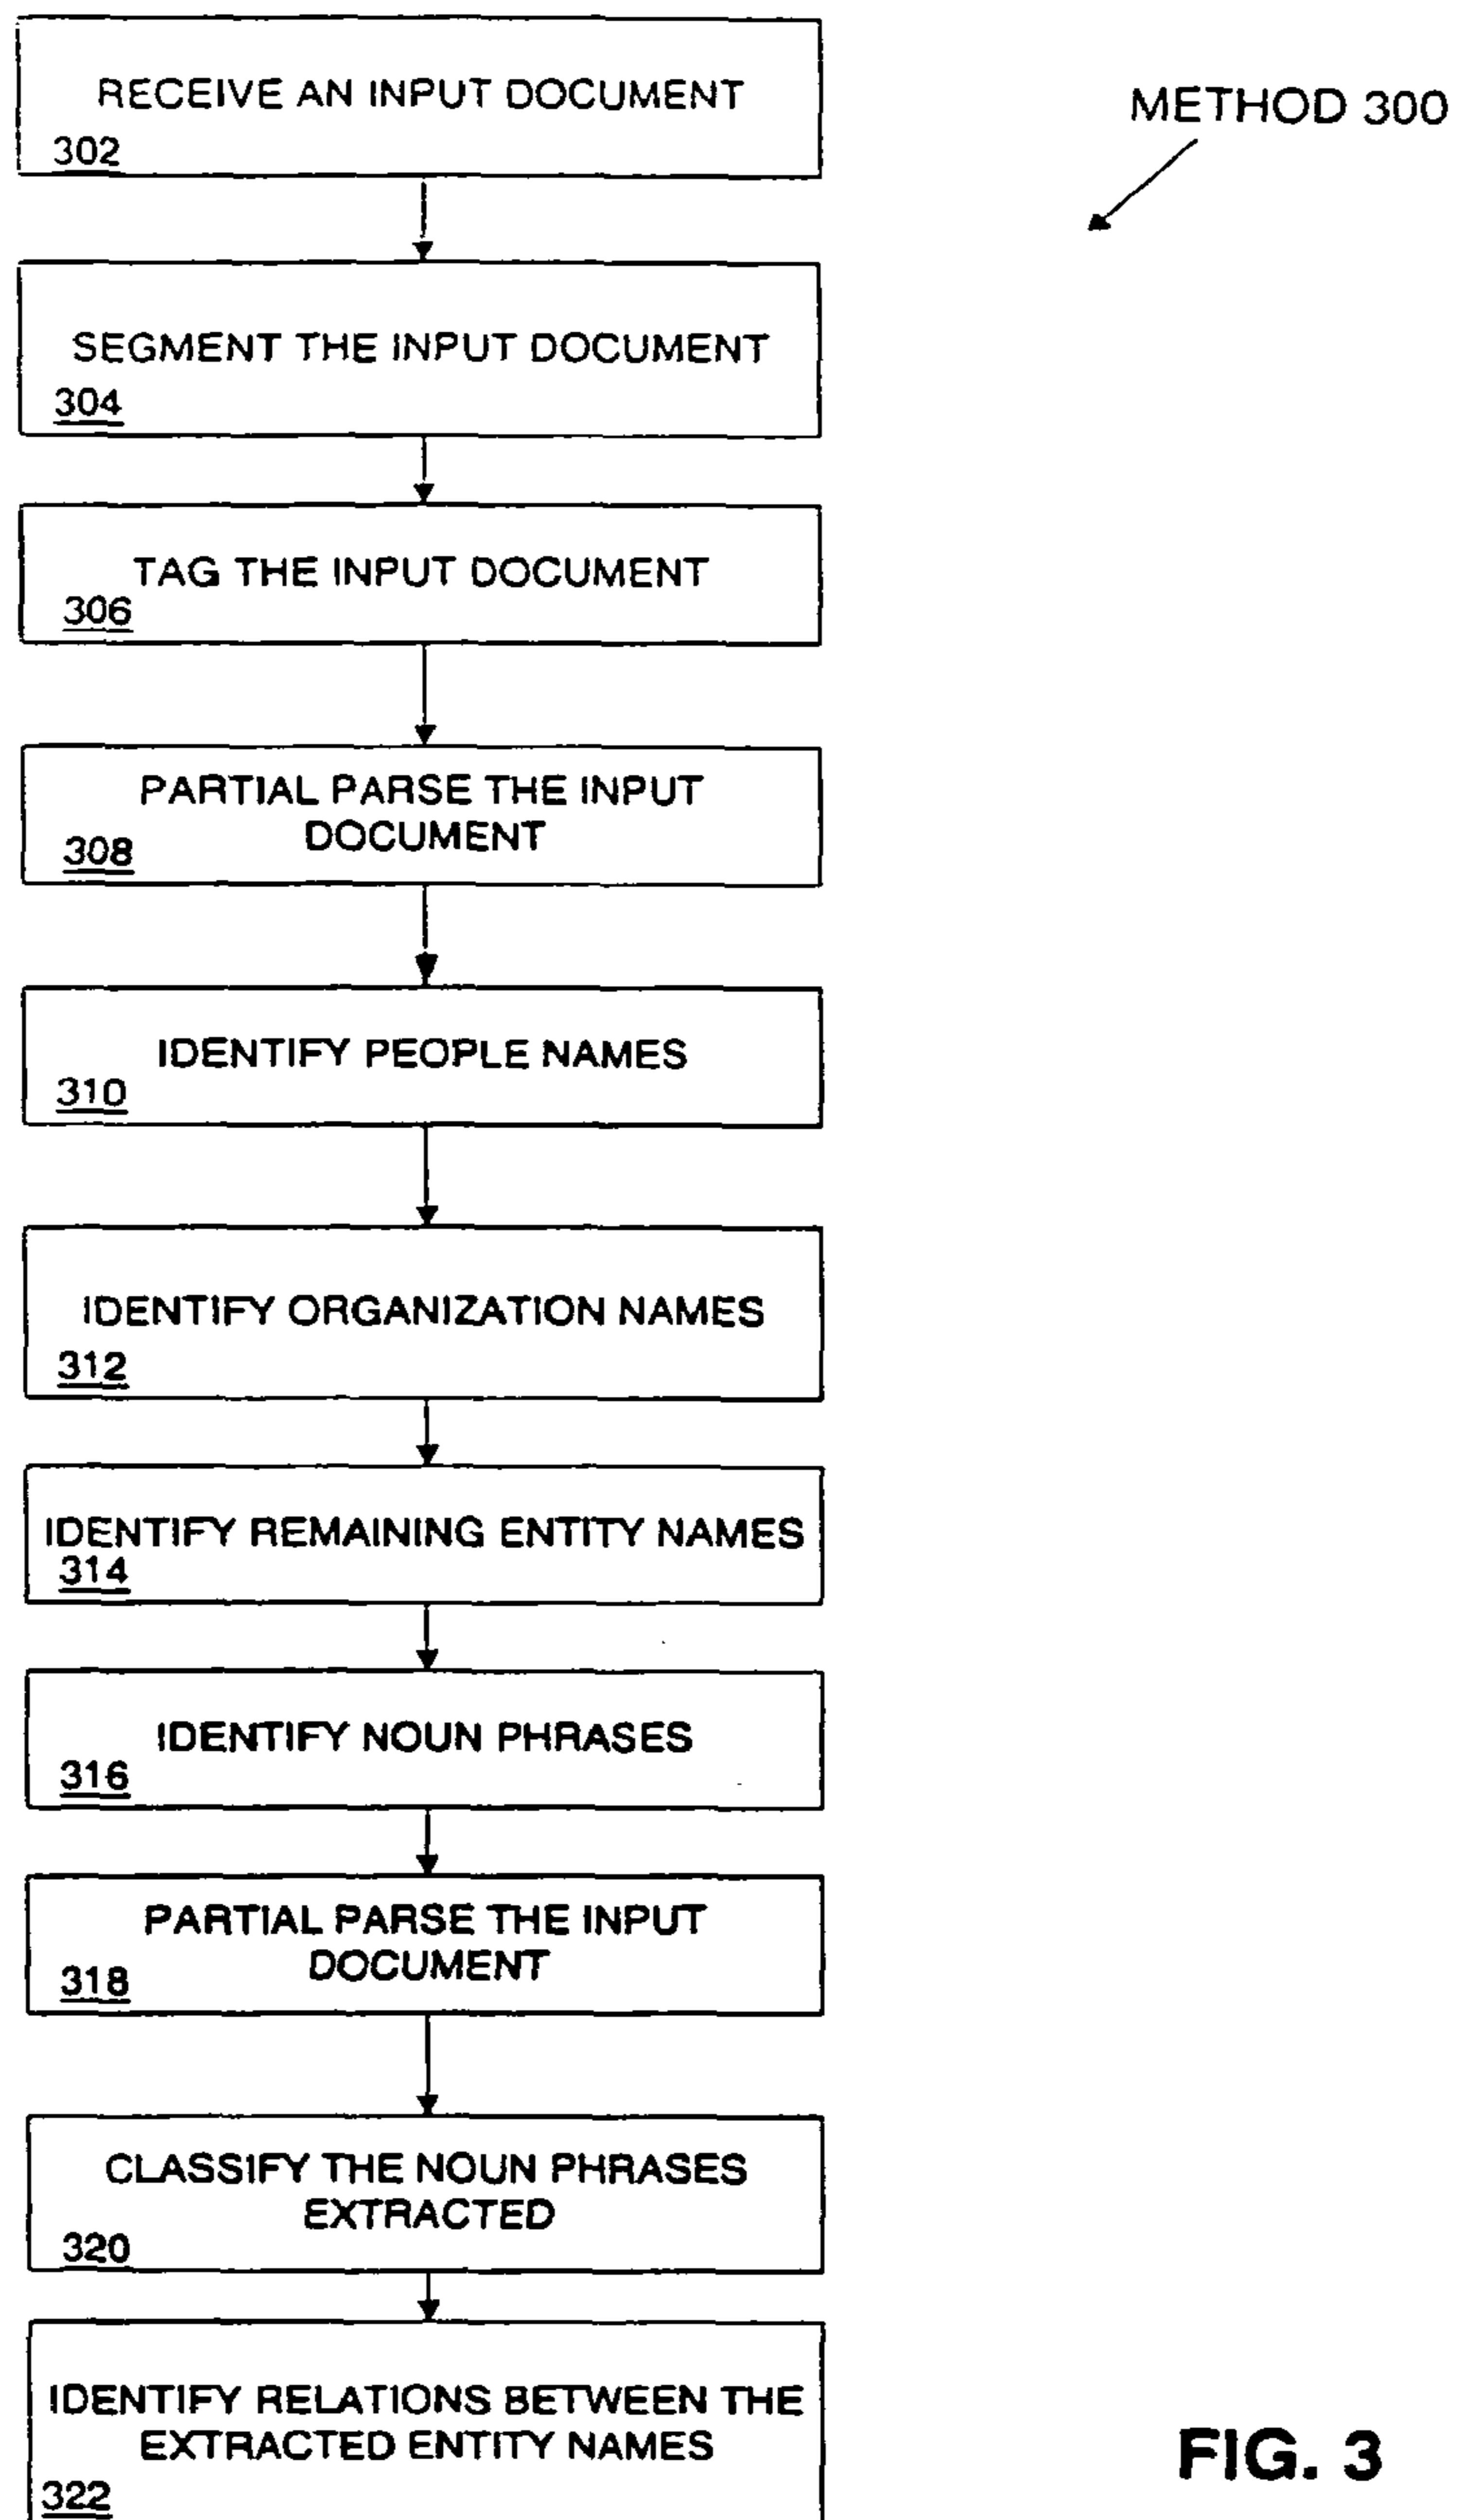 RECEIVE AN INPUT DOCUMENT
302
METHOD 300
SEGMENT THE INPUT DOCUMENT
304
TAG THE INPUT DOCUMENT
306
PARTIAL PARSE THE INPUT
DOCUMENT
308
IDENTIFY PEOPLE NAMES
310
IDENTIFY ORGANIZATION NAMES
312
IDENTIFY REMAINING ENTITY NAMES
314
IDENTIFY NOUN PHRASES
316
PARTIAL PARSE THE INPUT
DOCUMENT
318
CLASSIFY THE NOUN PHRASES
EXTRACTED
320
IDENTIFY RELATIONS BETWEEN THE
EXTRACTED ENTITY NAMES
322
FIG. 3